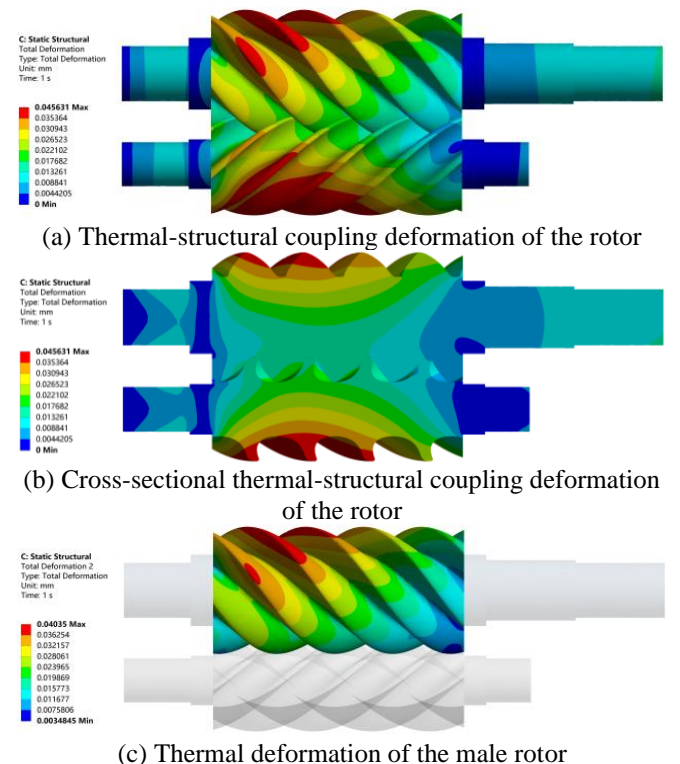 C: Static Structural
Total Deformation
Type: Total Deformation
Unit: mm
Time: 1 s
0.045631 Max
0.035364
0.030943
0.026523
0.022102
0.017682
0.013261
0.008841
0.0044205
0 Min
(a) Thermal-structural coupling deformation of the rotor
C: Static Structural
Total Deformation
Type: Total Deformation
Unit: mm
Time: 1 s
0.045631 Max
0.035364
0.030943
0.026523
0.022102
0.017682
0.013261
0.008841
0.0044205
0 Min
(b) Cross-sectional thermal-structural coupling deformation
of the rotor
C: Static Structural
Total Deformation 2
Type: Total Deformation
Unit: mm
Time: 1 s
0.04035 Max
0.036254
0.032157
0.028061
0.023965
0.019869
0.015773
0.011677
0.0075806
0.0034845 Min
(c) Thermal deformation of the male rotor